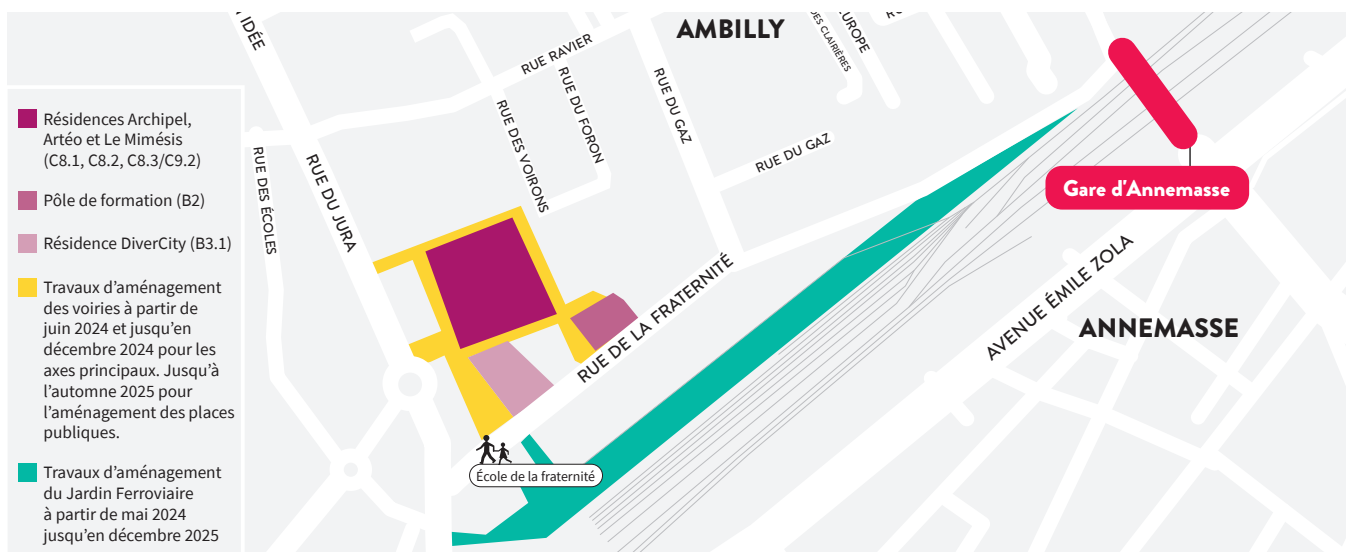 Résidences Archipel,
Artéo et Le Mimésis
(C8.1, C8.2, C8.3/C9.2)
Pôle de formation (B2)
Résidence DiverCity (B3.1)
Travaux d'aménagement
des voiries à partir de
juin 2024 et jusqu'en
décembre 2024 pour les
axes principaux. Jusqu'à
l'automne 2025 pour
l'aménagement des places
publiques.
Travaux d'aménagement
du Jardin Ferroviaire
à partir de mai 2024
jusqu'en décembre 2025
IDÉE
AMBILLY
DES CLAIRIÈRES
EUROPE
RUE RAVIER
RUE DU FORON
RUE DES VOIRONS
RUE DU GAZ
RUE DU GAZ
RUE DES ÉCOLES
RUE DU JURA
Gare d'Annemasse
RUE DE LA FRATERNITÉ
AVENUE ÉMILE ZOLA
ANNEMASSE
École de la fraternité